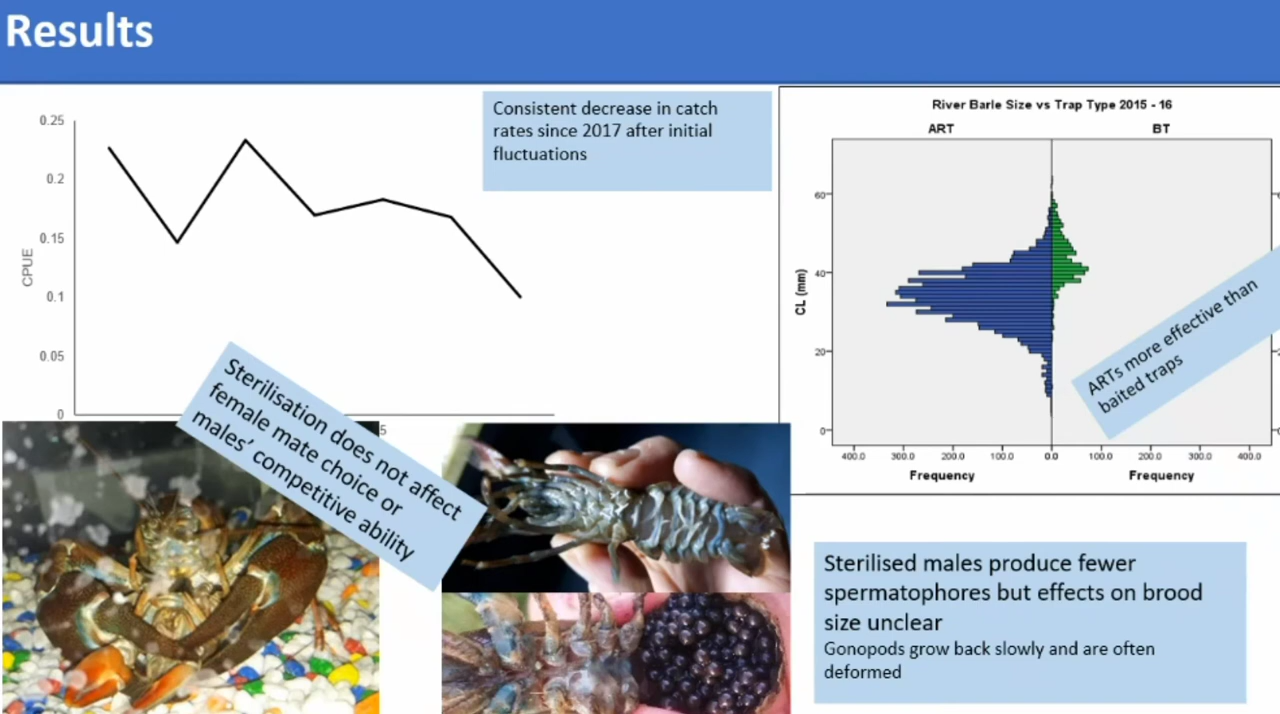 Results
0.25
0.2
0.15
0.1
0.05
0
CPUE
5
Consistent decrease in catch
rates since 2017 after initial
fluctuations
Sterilisation does not affect
female mate choice or
males' competitive ability
River Barle Size vs Trap Type 2015 - 16
ART
BT
CL (mm)
60
40
20
0
400.0 300.0 200.0 100.0 0.0 100.0 200.0 300.0 400.0
Frequency
Frequency
ARTs more effective than
baited traps
Sterilised males produce fewer
spermatophores but effects on brood
size unclear
Gonopods grow back slowly and are often
deformed